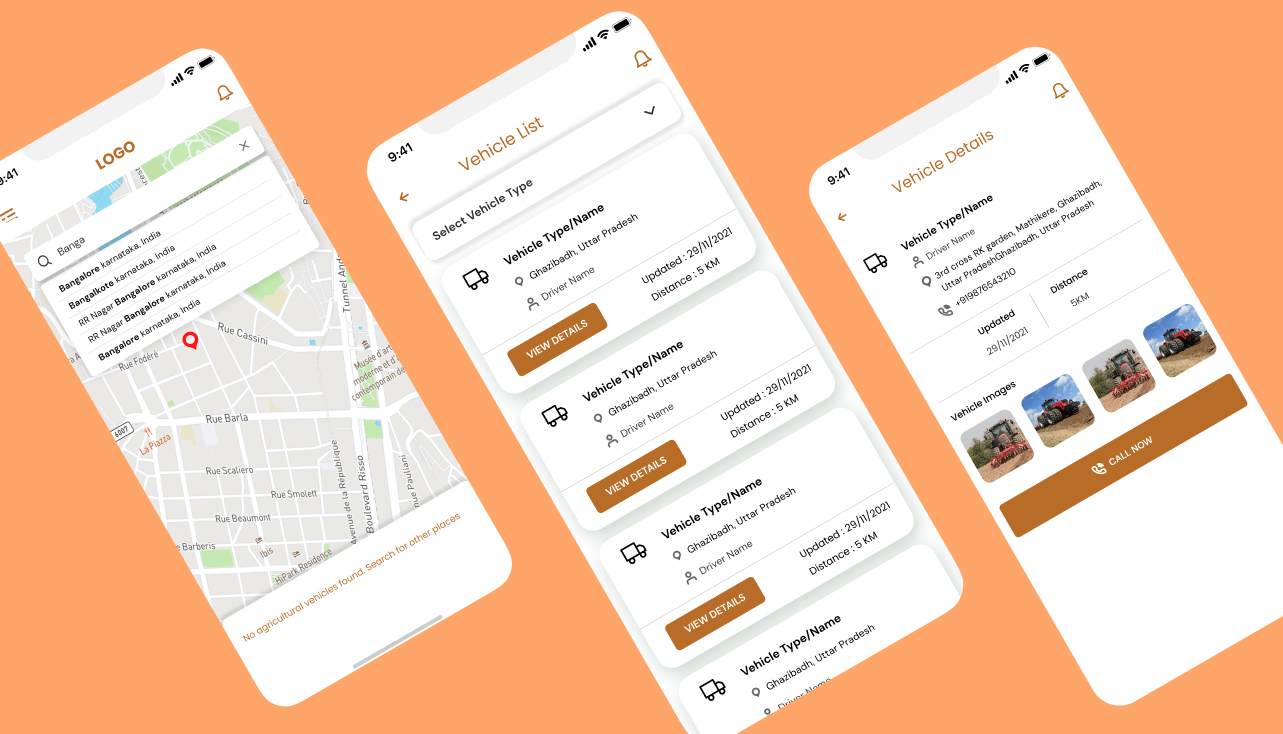 9:41
LOGO
Banga
Bangalore karnataka, India
Bangalkote karnataka, India
RR Nagar Bangalore karnataka, India
RR Nagar Bangalore karnataka, India
Bangalore karnataka, India
Rue Fodéré
Rue Cassini
Tunnel
Musée d'art
moderne et d'
contemporain de
Rue Barla
6007
La Piazza
Rue Scaliero
Rue Smolett
Rue Beaumont
Barberis
Ibis
HiPark Residence
Avenue de la République
Boulevard Risso
nue Pauliani
No agricultural vehicles found. Search for other places
9:41
Vehicle List
Select Vehicle Type
Vehicle Type/Name
Ghazibadh, Uttar Pradesh
Driver Name
Updated : 29/11/2021
Distance : 5 KM
VIEW DETAILS
Vehicle Type/Name
Ghazibadh, Uttar Pradesh
Driver Name
Updated : 29/11/2021
Distance : 5 KM
VIEW DETAILS
Vehicle Type/Name
Ghazibadh, Uttar Pradesh
Driver Name
Updated : 29/11/2021
Distance : 5 KM
VIEW DETAILS
Vehicle Type/Name
Ghazibadh, Uttar Pradesh
Driver Name
9:41
Vehicle Details
Vehicle Type/Name
Driver Name
3rd cross RK garden, Mathikere, Ghazibadh,
Uttar PradeshGhazibadh, Uttar Pradesh
+919876543210
Updated
29/11/2021
Distance
5KM
Vehicle Images
CALL NOW